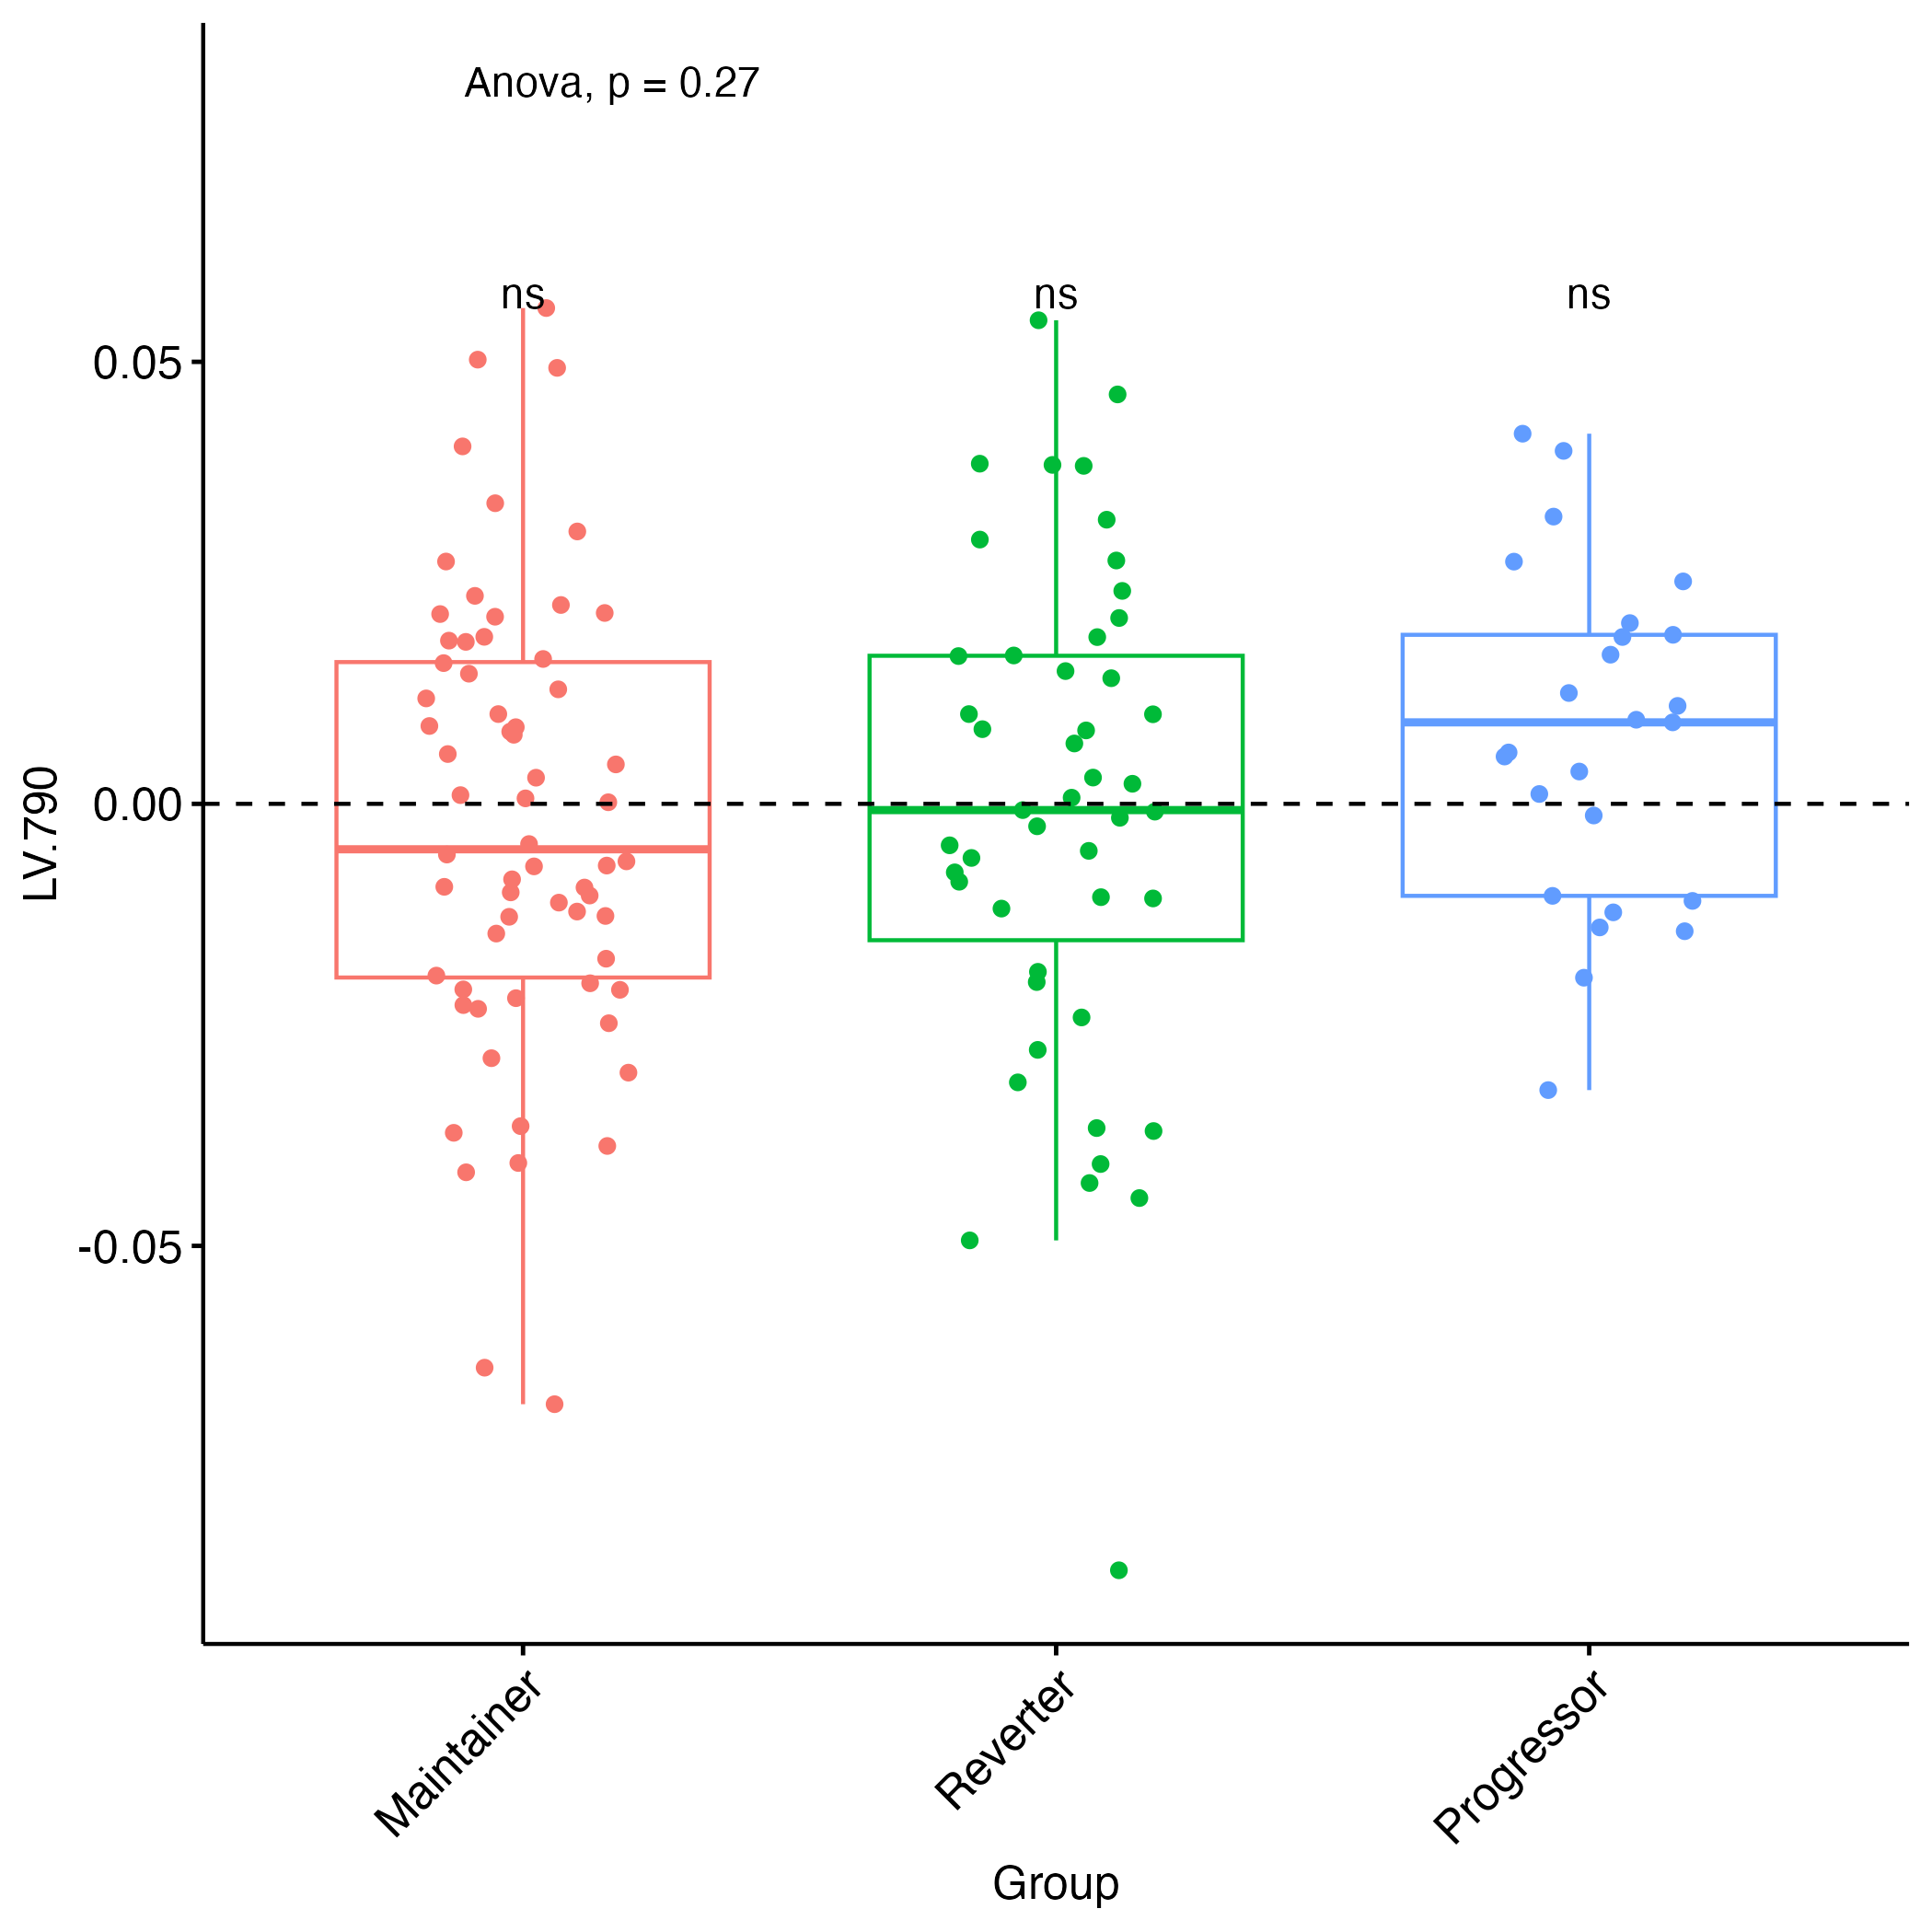 Anova, p = 0.27
ns
ns
ns
0.05
0.00
-0.05
LV.790
Maintainer
Reverter
Progressor
Group